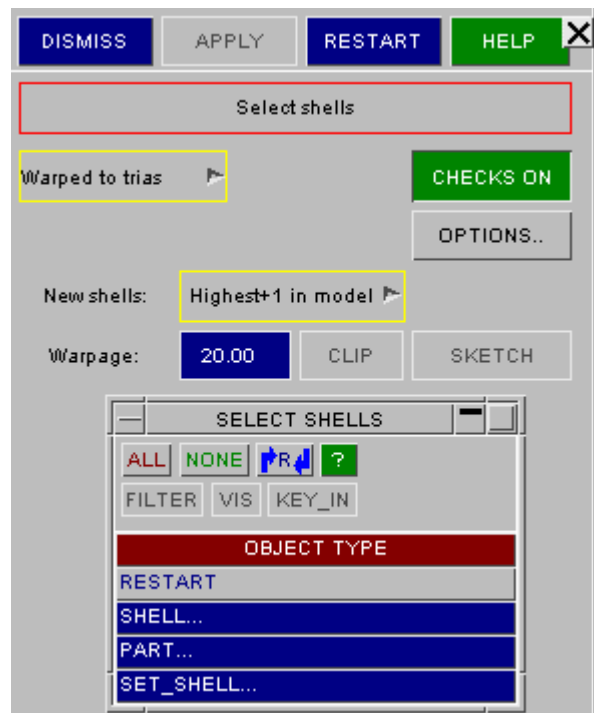 DISMISS APPLY RESTART HELP
Select shells
Warped to trias CHECKS ON
OPTIONS..
New shells: Highest+1 in model
Warpage: 20.00 CLIP SKETCH
SELECT SHELLS
ALL NONE R ?
FILTER VIS KEY_IN
OBJECT TYPE
RESTART
SHELL...
PART...
SET_SHELL...